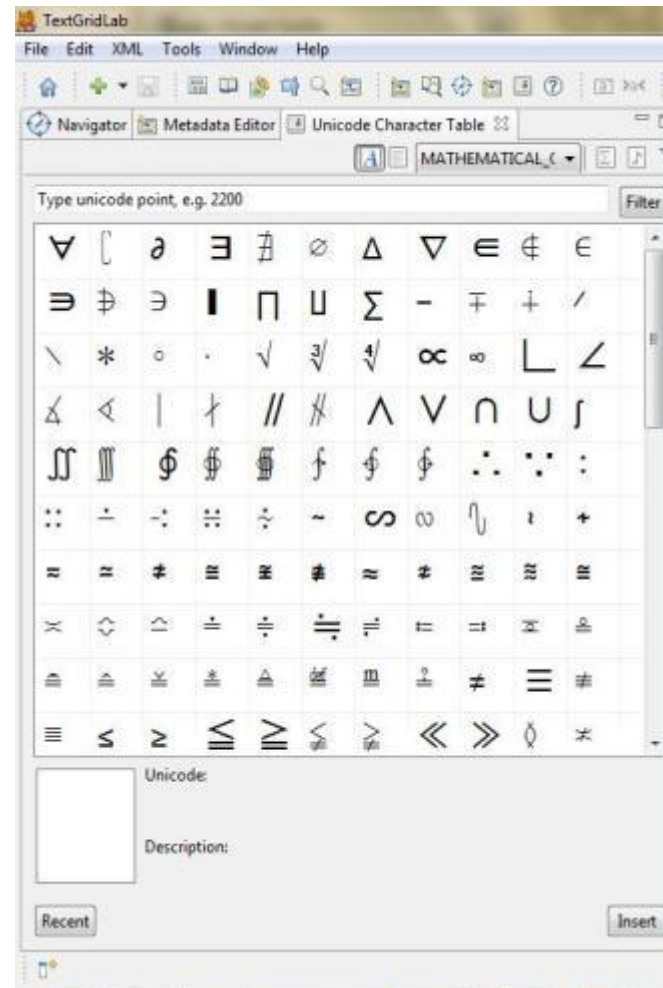 TextGridLab
File Edit XML Tools Window Help
Navigator Metadata Editor Unicode Character Table
A MATHEMATICAL_( Σ
Type unicode point, e.g. 2200 Filter
∀ ∁ ∂ ∃ ∄ ∅ ∆ ∇ ∈ ∉ ∊
∋ ∌ ∍ ∎ ∏ ∐ ∑ − ∓ ∔ ∕
∖ ∗ ∘ ∙ √ ∛ ∜ ∝ ∞ ∟ ∠
∡ ∢ ∣ ∤ ∥ ∦ ∧ ∨ ∩ ∪ ∫
∬ ∭ ∮ ∯ ∰ ∱ ∲ ∳ ∴ ∵ ∶
∷ ∸ ∹ ∺ ∻ ∼ ∽ ∾ ∿ ≀ ≁
≂ ≃ ≄ ≅ ≆ ≇ ≈ ≉ ≊ ≋ ≌
≍ ≎ ≏ ≐ ≑ ≒ ≓ ≔ ≕ ≖ ≗
≘ ≙ ≚ ≛ ≜ ≝ ≞ ≟ ≠ ≡ ≢
≣ ≤ ≥ ≦ ≧ ≨ ≩ ≪ ≫ ≬ ≭
Unicode:
Description:
Recent Insert